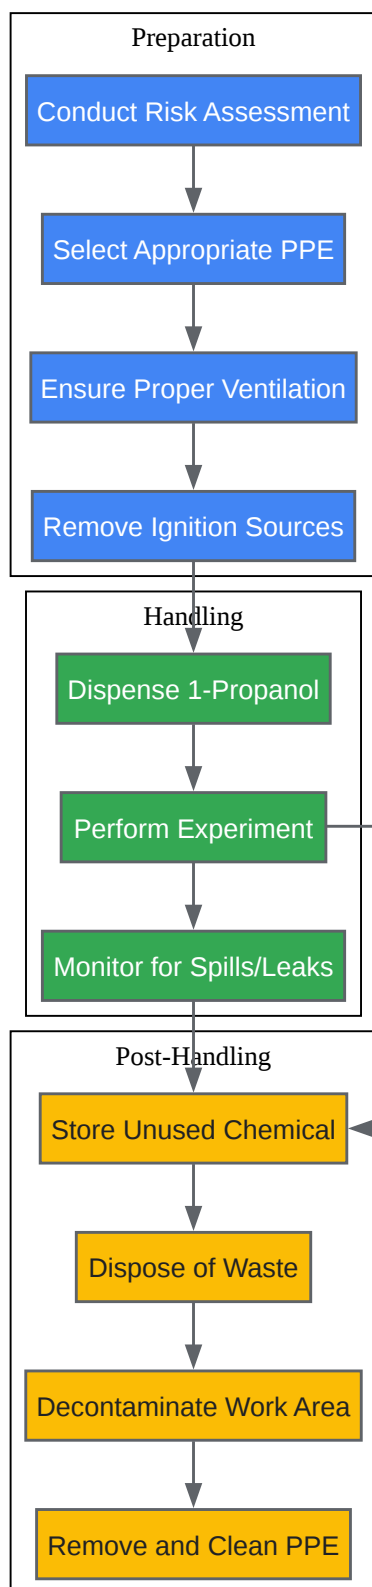 Preparation
Conduct Risk Assessment
Select Appropriate PPE
Ensure Proper Ventilation
Remove Ignition Sources
Handling
Dispense 1-Propanol
Perform Experiment
Monitor for Spills/Leaks
Post-Handling
Store Unused Chemical
Dispose of Waste
Decontaminate Work Area
Remove and Clean PPE